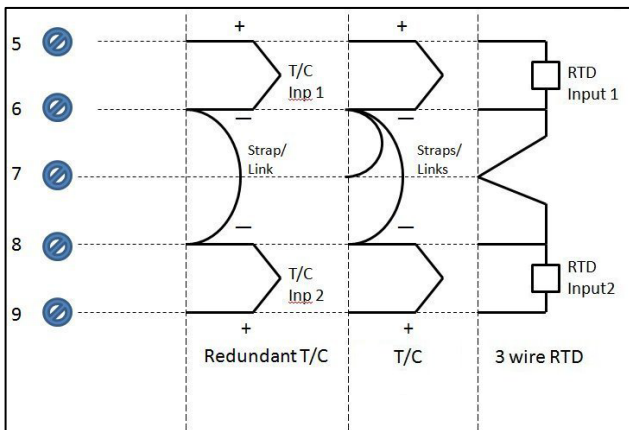 5
+
+
T/C
Inp 1
RTD
Input 1
6
—
—
Strap/
Link
Straps/
Links
7
8
—
—
T/C
Inp 2
RTD
Input2
9
+
+
Redundant T/C
T/C
3 wire RTD